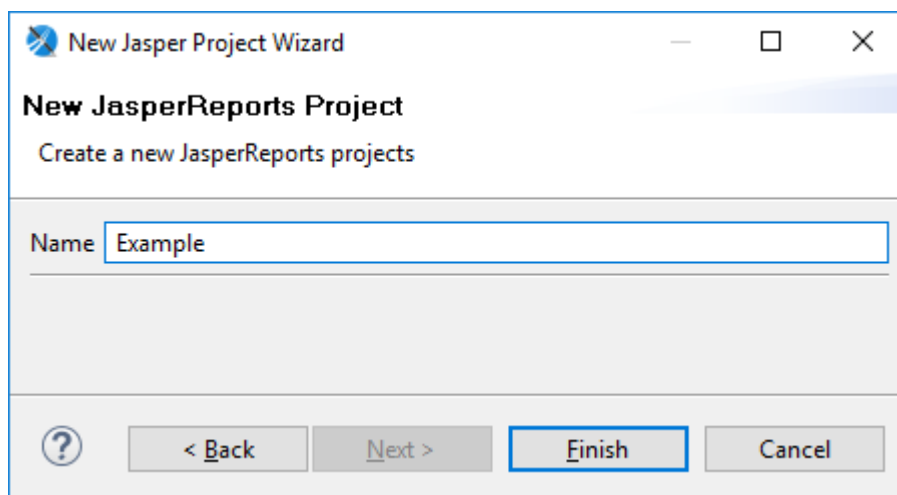 New Jasper Project Wizard
New JasperReports Project
Create a new JasperReports projects
Name Example
? < Back Next > Finish Cancel